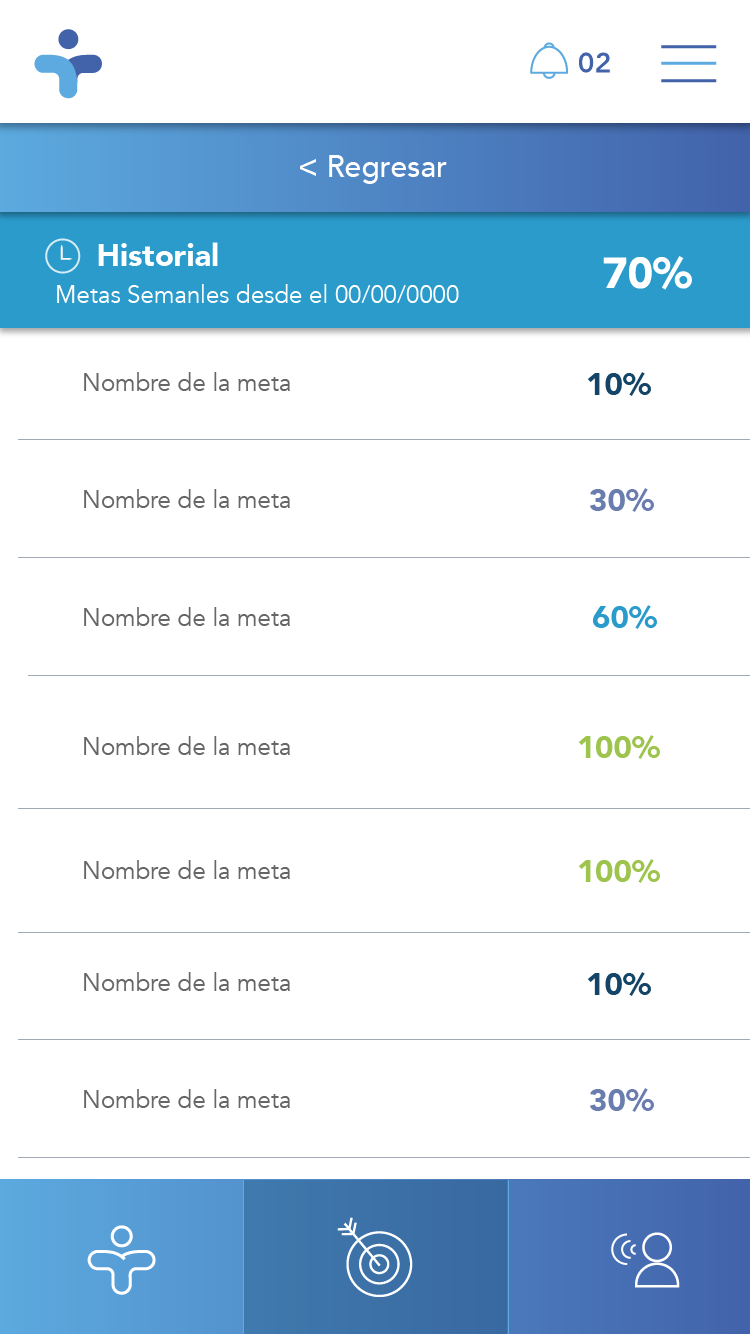 02
< Regresar
Historial
70%
Metas Semanles desde el 00/00/0000
Nombre de la meta 10%
Nombre de la meta 30%
Nombre de la meta 60%
Nombre de la meta 100%
Nombre de la meta 100%
Nombre de la meta 10%
Nombre de la meta 30%